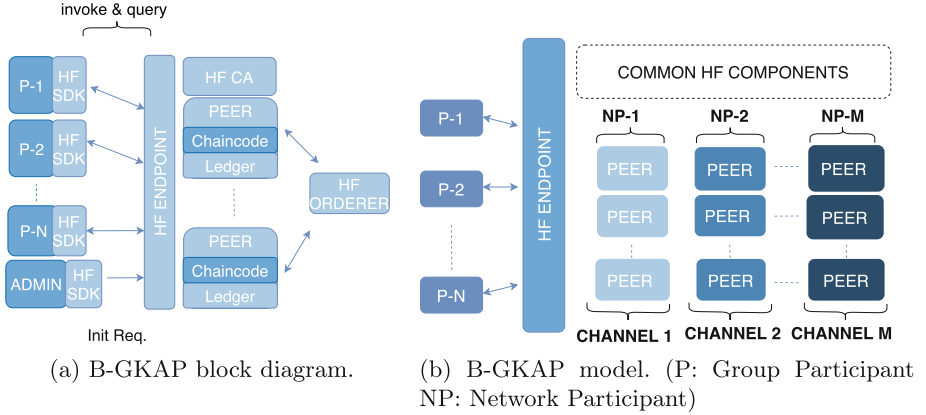 invoke & query
P-1
HF
SDK
P-2
HF
SDK
P-N
HF
SDK
ADMIN
HF
SDK
Init Req.
HF ENDPOINT
HF CA
PEER
Chaincode
Ledger
PEER
Chaincode
Ledger
HF
ORDERER
(a) B-GKAP block diagram.
P-1
P-2
P-N
HF ENDPOINT
COMMON HF COMPONENTS
NP-1 NP-2 NP-M
PEER PEER PEER
PEER PEER PEER
PEER PEER PEER
CHANNEL 1 CHANNEL 2 CHANNEL M
(b) B-GKAP model. (P: Group Participant
NP: Network Participant)